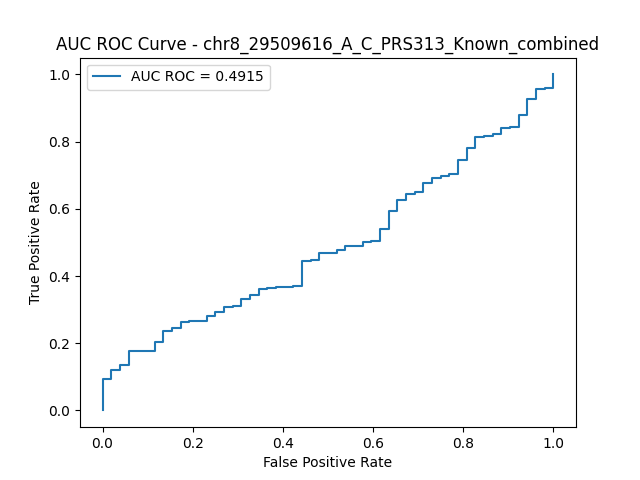 AUC ROC Curve - chr8_29509616_A_C_PRS313_Known_combined
AUC ROC = 0.4915
True Positive Rate
1.0
0.8
0.6
0.4
0.2
0.0
0.0 0.2 0.4 0.6 0.8 1.0
False Positive Rate